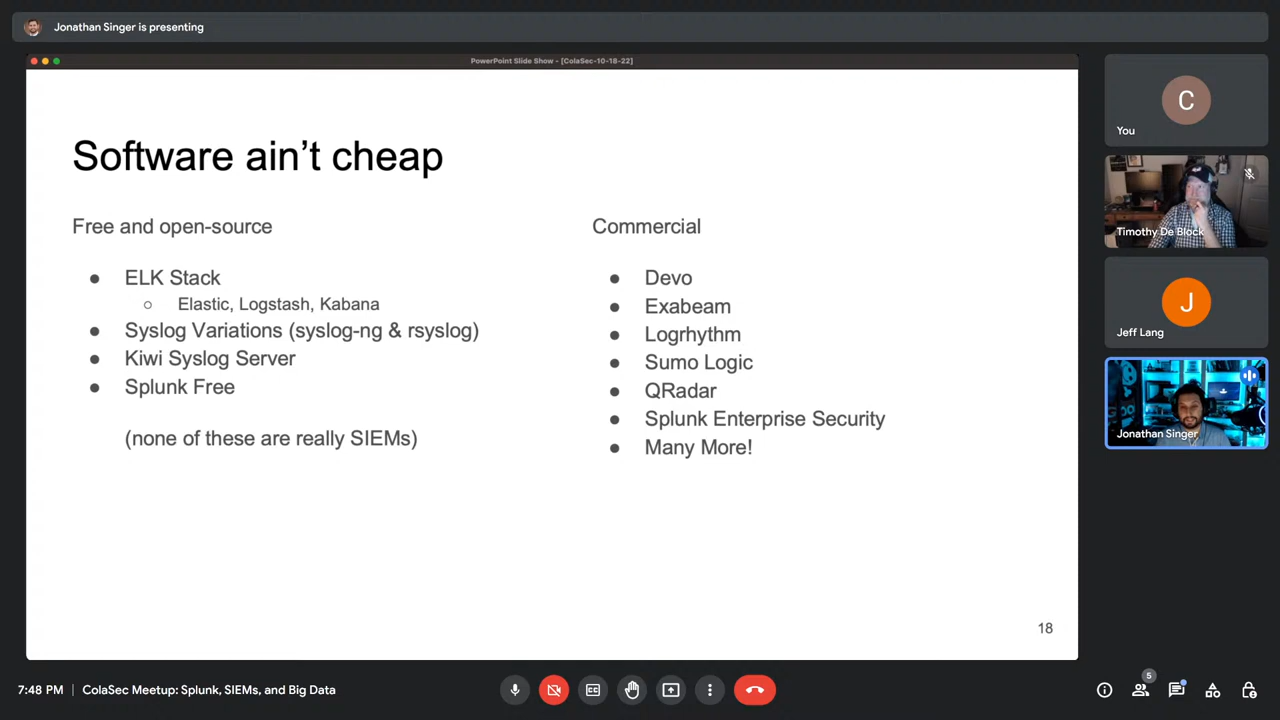 Jonathan Singer is presenting
PowerPoint Slide Show - [ColaSec-10-18-22]
Software ain't cheap
Free and open-source
ELK Stack
Elastic, Logstash, Kabana
Syslog Variations (syslog-ng & rsyslog)
Kiwi Syslog Server
Splunk Free
(none of these are really SIEMs)
Commercial
Devo
Exabeam
Logrhythm
Sumo Logic
QRadar
Splunk Enterprise Security
Many More!
18
C
You
Timothy De Block
J
Jeff Lang
Jonathan Singer
7:48 PM
ColaSec Meetup: Splunk, SIEMs, and Big Data
CC
5